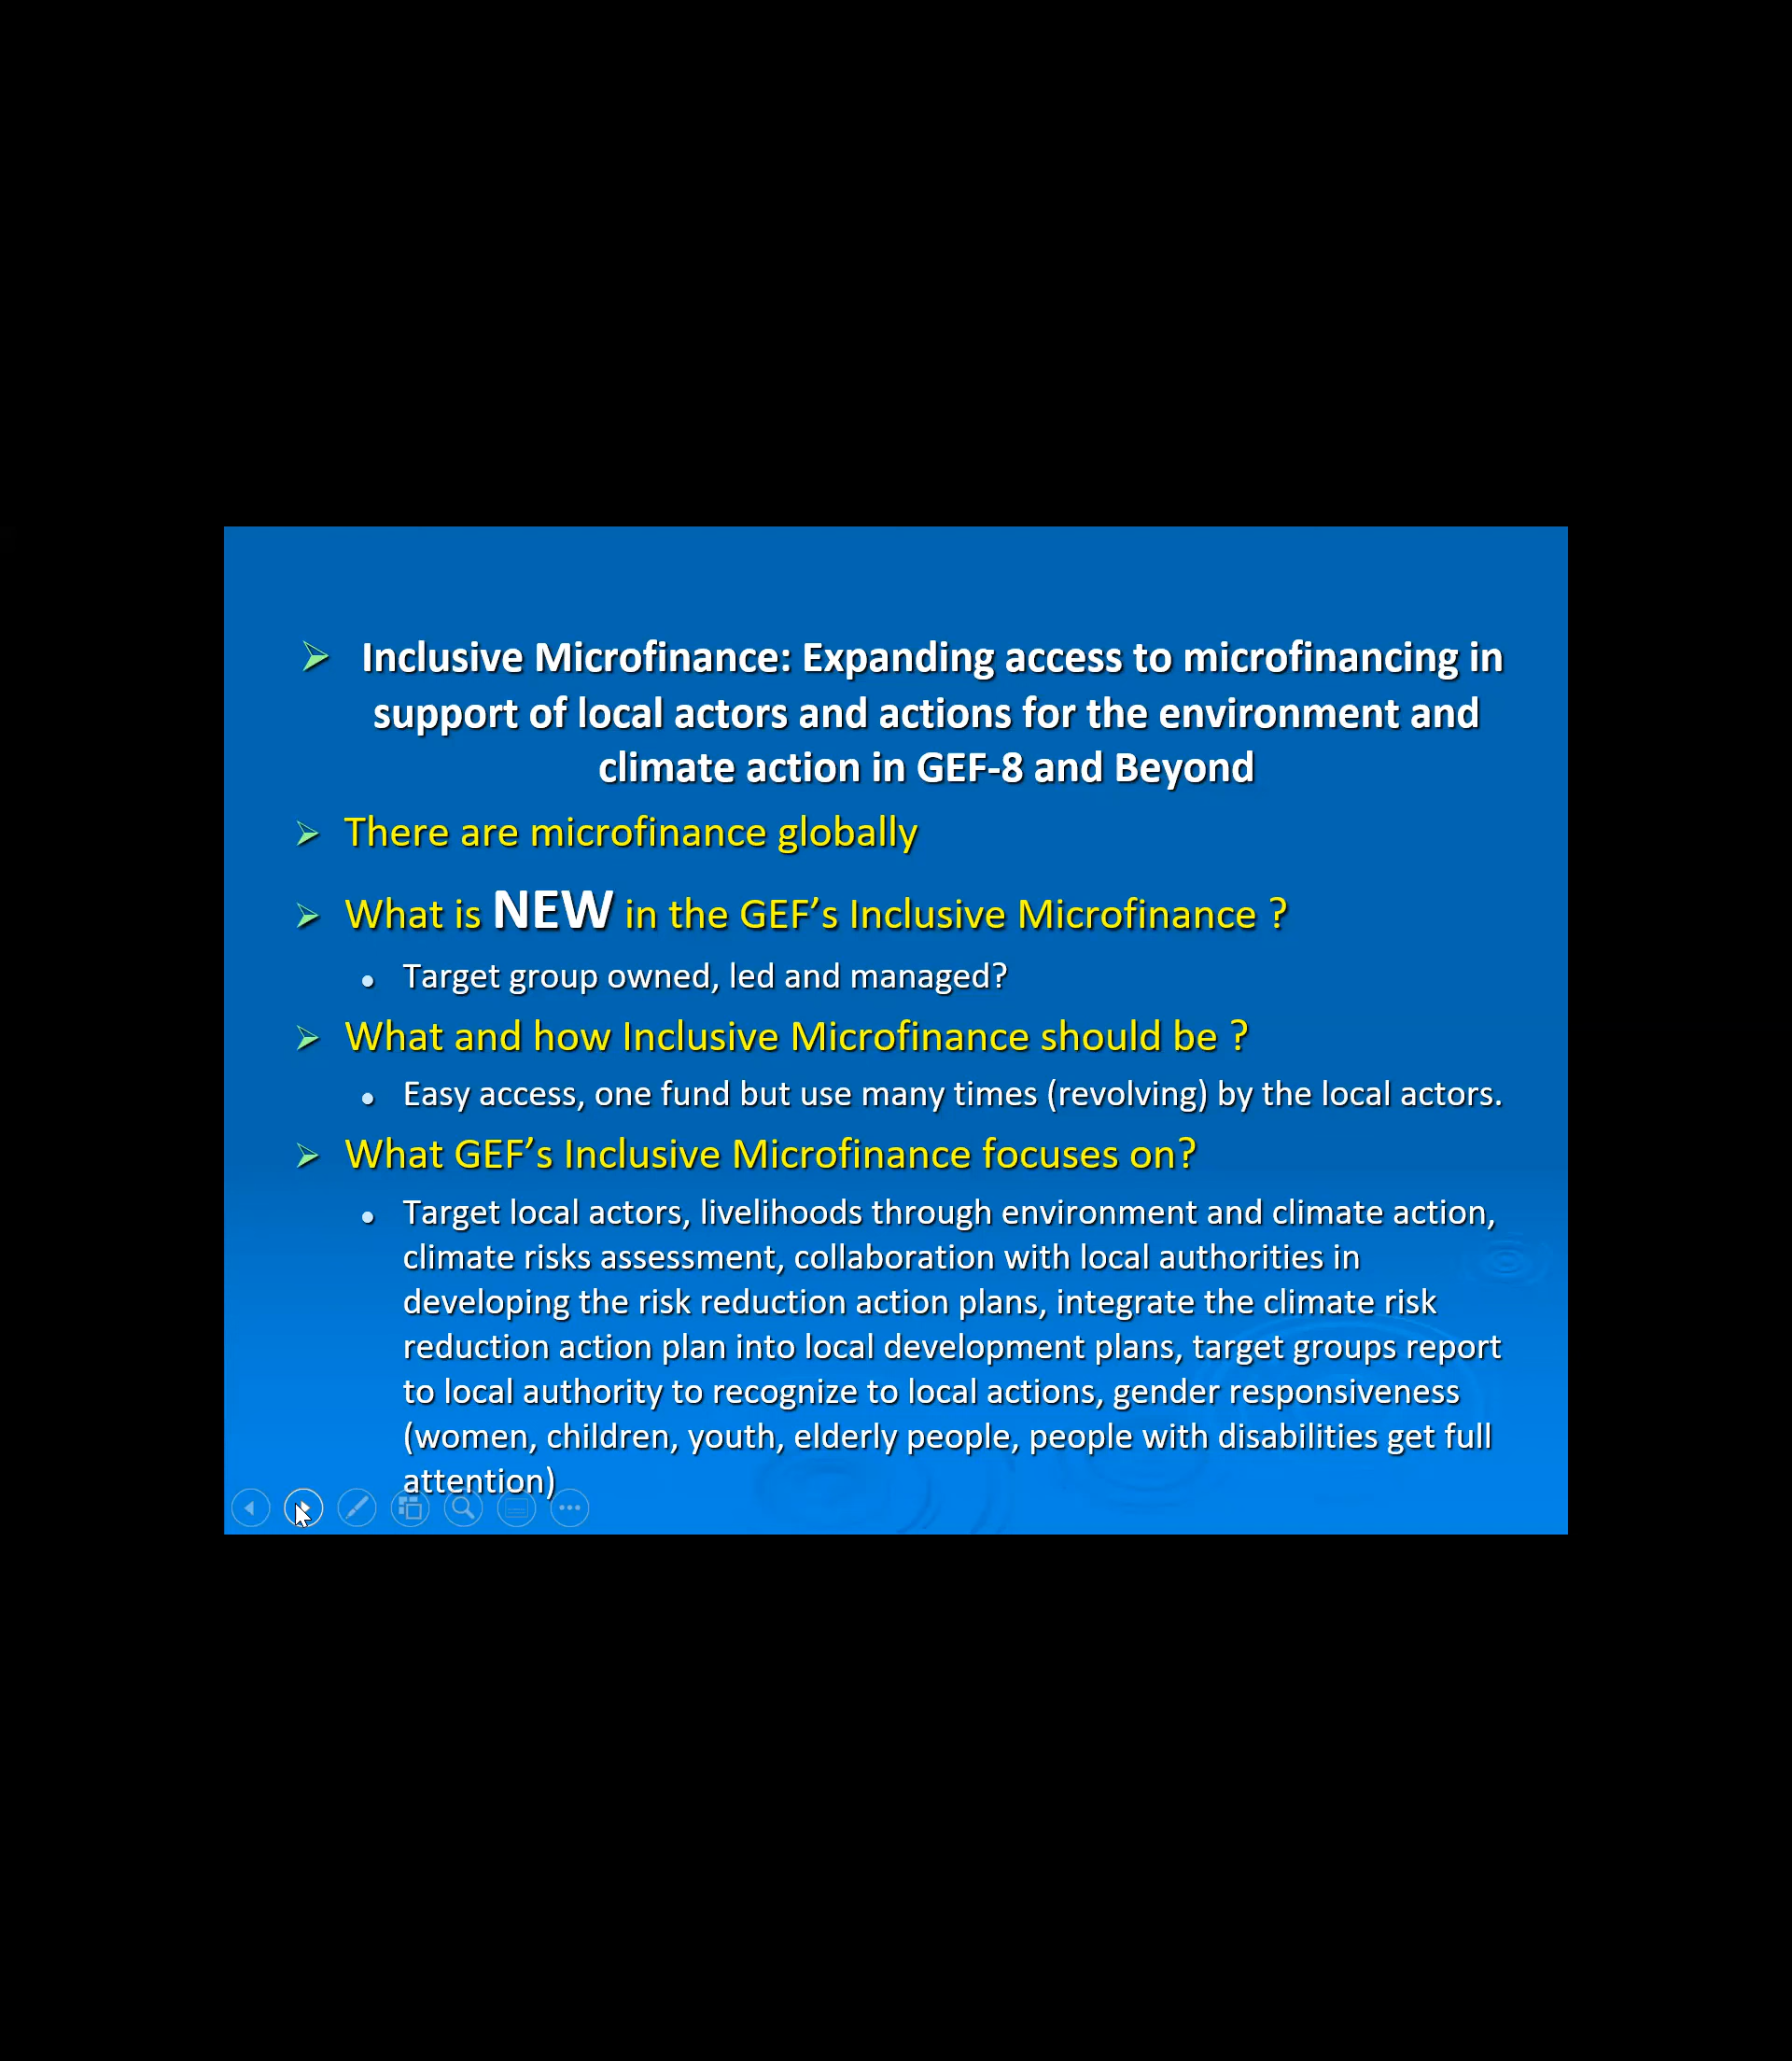 Inclusive Microfinance: Expanding access to microfinancing in
support of local actors and actions for the environment and
climate action in GEF-8 and Beyond
There are microfinance globally
What is NEW in the GEF’s Inclusive Microfinance ?
Target group owned, led and managed?
What and how Inclusive Microfinance should be ?
Easy access, one fund but use many times (revolving) by the local actors.
What GEF’s Inclusive Microfinance focuses on?
Target local actors, livelihoods through environment and climate action,
climate risks assessment, collaboration with local authorities in
developing the risk reduction action plans, integrate the climate risk
reduction action plan into local development plans, target groups report
to local authority to recognize to local actions, gender responsiveness
(women, children, youth, elderly people, people with disabilities get full
attention)